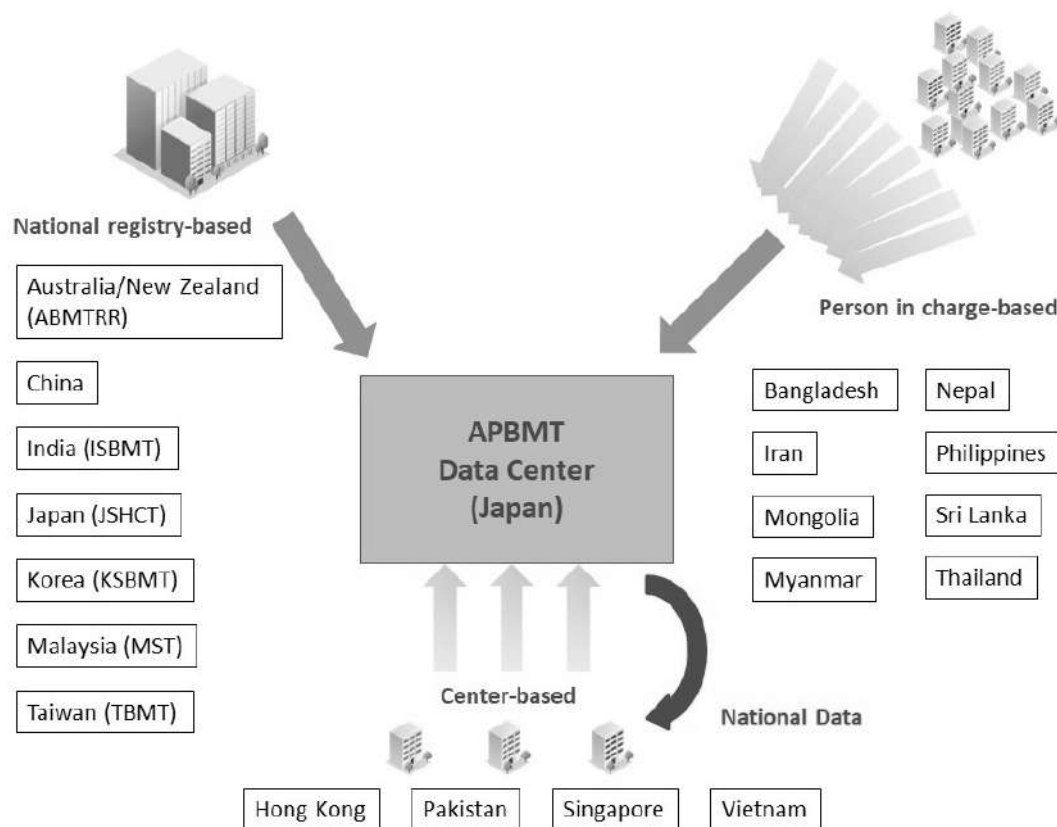 National registry-based
Australia/New Zealand
(ABMTRR)
China
India (ISBMT)
Japan (JSHCT)
Korea (KSBMT)
Malaysia (MST)
Taiwan (TBMT)
Person in charge-based
Bangladesh
Nepal
Iran
Philippines
Mongolia
Sri Lanka
Myanmar
Thailand
APBMT
Data Center
(Japan)
Center-based
National Data
Hong Kong
Pakistan
Singapore
Vietnam